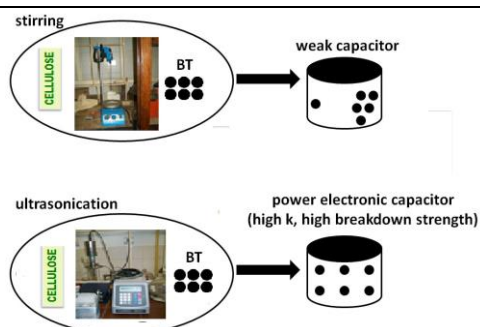 stirring
CELLULOSE
BT
weak capacitor
ultrasonication
CELLULOSE
BT
power electronic capacitor
(high k, high breakdown strength)